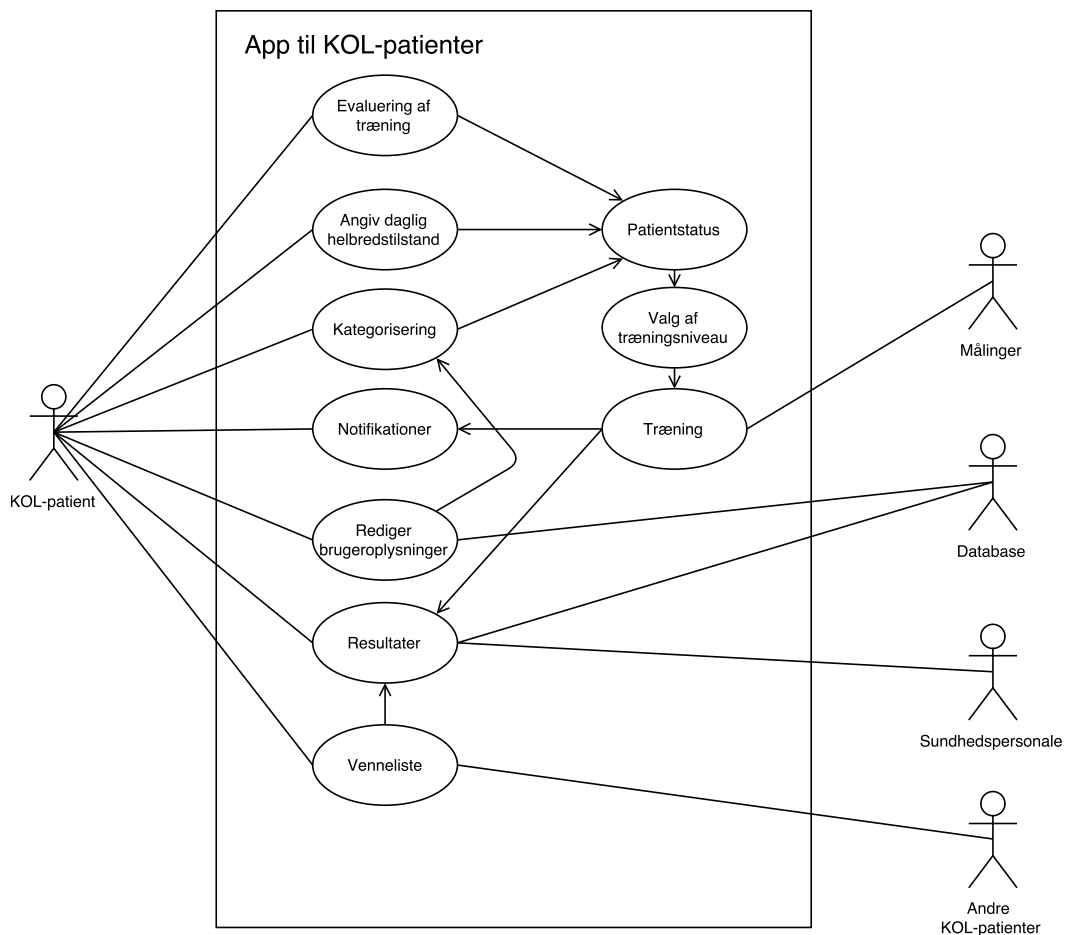 App til KOL-patienter
Evaluering af
træning
Angiv daglig
helbredstilstand
Patientstatus
Kategorisering
Valg af
træningsniveau
Målinger
Notifikationer
Træning
KOL-patient
Rediger
brugeroplysninger
Database
Resultater
Sundhedspersonale
Venneliste
Andre
KOL-patienter